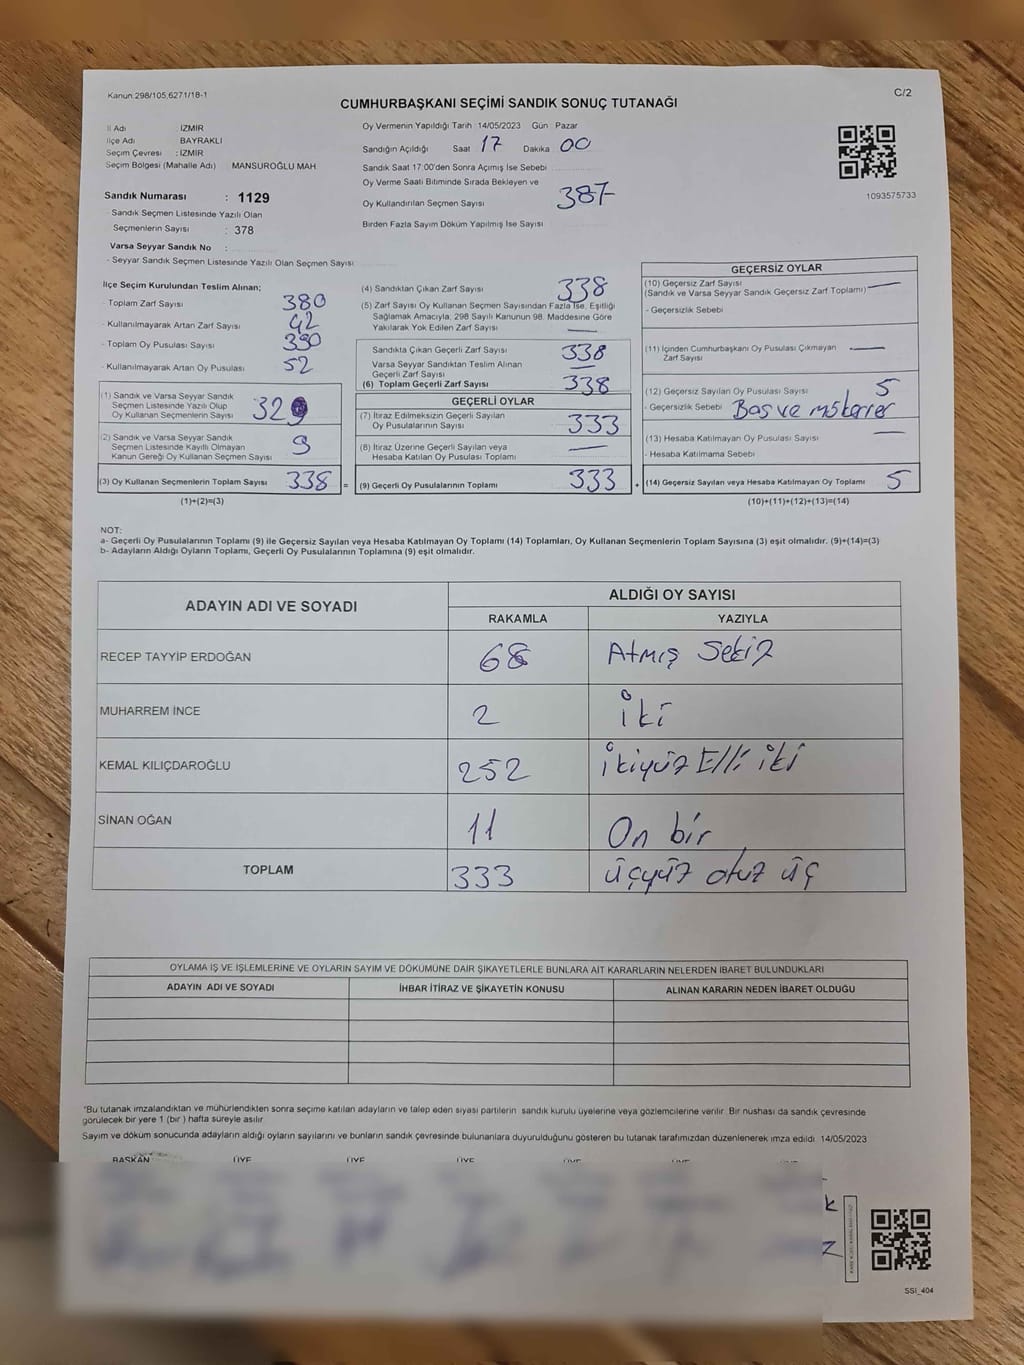 Kanun 298/105,6271/18-1
CUMHURBAŞKANI SEÇİMİ SANDIK SONUÇ TUTANAĞI
C/2
İl Adı : İZMİR
İlçe Adı : BAYRAKLI
Seçim Çevresi : İZMİR
Seçim Bölgesi (Mahalle Adı) : MANSUROĞLU MAH
Sandık Numarası : 1129
Sandık Seçmen Listesinde Yazılı Olan
Seçmenlerin Sayısı : 378
Varsa Seyyar Sandık No :
- Seyyar Sandık Seçmen Listesinde Yazılı Olan Seçmen Sayısı
Oy Vermenin Yapıldığı Tarih : 14/05/2023 Gün : Pazar
Sandığın Açıldığı Saat 17 Dakika 00
Sandık Saat 17:00'den Sonra Açımış İse Sebebi
Oy Verme Saati Bitiminde Sırada Bekleyen ve
Oy Kullandırılan Seçmen Sayısı 387
Birden Fazla Sayım Döküm Yapılmış İse Sayısı
1093575733
İlçe Seçim Kurulundan Teslim Alınan;
- Toplam Zarf Sayısı 380
- Kullanılmayarak Artan Zarf Sayısı 42
- Toplam Oy Pusulası Sayısı 390
- Kullanılmayarak Artan Oy Pusulası 52
(1) Sandık ve Varsa Seyyar Sandık
Seçmen Listesinde Yazılı Olup
Oy Kullanan Seçmenlerin Sayısı 329
(2) Sandık ve Varsa Seyyar Sandık
Seçmen Listesinde Kayıtlı Olmayan
Kanun Gereği Oy Kullanan Seçmen Sayısı 9
(3) Oy Kullanan Seçmenlerin Toplam Sayısı 338 =
(1)+(2)=(3)
(4) Sandıktan Çıkan Zarf Sayısı 338
(5) Zarf Sayısı Oy Kullanan Seçmen Sayısından Fazla İse, Eşitliği
Sağlamak Amacıyla, 298 Sayılı Kanunun 98. Maddesine Göre
Yakılarak Yok Edilen Zarf Sayısı —
Sandıkta Çıkan Geçerli Zarf Sayısı 338
Varsa Seyyar Sandıktan Teslim Alınan
Geçerli Zarf Sayısı —
(6) Toplam Geçerli Zarf Sayısı 338
GEÇERLİ OYLAR
(7) İtiraz Edilmeksizin Geçerli Sayılan
Oy Pusulalarının Sayısı 333
(8) İtiraz Üzerine Geçerli Sayılan veya
Hesaba Katılan Oy Pusulası Toplamı —
(9) Geçerli Oy Pusulalarının Toplamı 333 +
GEÇERSİZ OYLAR
(10) Geçersiz Zarf Sayısı —
(Sandık ve Varsa Seyyar Sandık Geçersiz Zarf Toplamı)
- Geçersizlik Sebebi
(11) İçinden Cumhurbaşkanı Oy Pusulası Çıkmayan
Zarf Sayısı —
(12) Geçersiz Sayılan Oy Pusulası Sayısı 5
- Geçersizlik Sebebi Boş ve mükerrer
(13) Hesaba Katılmayan Oy Pusulası Sayısı —
- Hesaba Katılmama Sebebi
(14) Geçersiz Sayılan veya Hesaba Katılmayan Oy Toplamı 5
(10)+(11)+(12)+(13)=(14)
NOT:
a- Geçerli Oy Pusulalarının Toplamı (9) ile Geçersiz Sayılan veya Hesaba Katılmayan Oy Toplamı (14) Toplamları, Oy Kullanan Seçmenlerin Toplam Sayısına (3) eşit olmalıdır. (9)+(14)=(3)
b- Adayların Aldığı Oyların Toplamı, Geçerli Oy Pusulalarının Toplamına (9) eşit olmalıdır.
ADAYIN ADI VE SOYADI ALDIĞI OY SAYISI
RAKAMLA YAZIYLA
RECEP TAYYİP ERDOĞAN 68 Atmış Sekiz
MUHARREM İNCE 2 İki
KEMAL KILIÇDAROĞLU 252 İkiyüz Elli iki
SİNAN OĞAN 11 On bir
TOPLAM 333 üçyüz otuz üç
OYLAMA İŞ VE İŞLEMLERİNE VE OYLARIN SAYIM VE DÖKÜMÜNE DAİR ŞİKAYETLERLE BUNLARA AİT KARARLARIN NELERDEN İBARET BULUNDUKLARI
ADAYIN ADI VE SOYADI İHBAR İTİRAZ VE ŞİKAYETİN KONUSU ALINAN KARARIN NEDEN İBARET OLDUĞU
*Bu tutanak imzalandıktan ve mühürlendikten sonra seçime katılan adayların ve talep eden siyasi partilerin sandık kurulu üyelerine veya gözlemcilerine verilir. Bir nüshası da sandık çevresinde
görülecek bir yere 1 (bir) hafta süreyle asılır
Sayım ve döküm sonucunda adayların aldığı oyların sayılarını ve bunların sandık çevresinde bulunanlara duyurulduğunu gösteren bu tutanak tarafımızdan düzenlenerek imza edildi. 14/05/2023
BAŞKAN ÜYE ÜYE ÜYE ÜYE ÜYE ÜYE
SSI_404